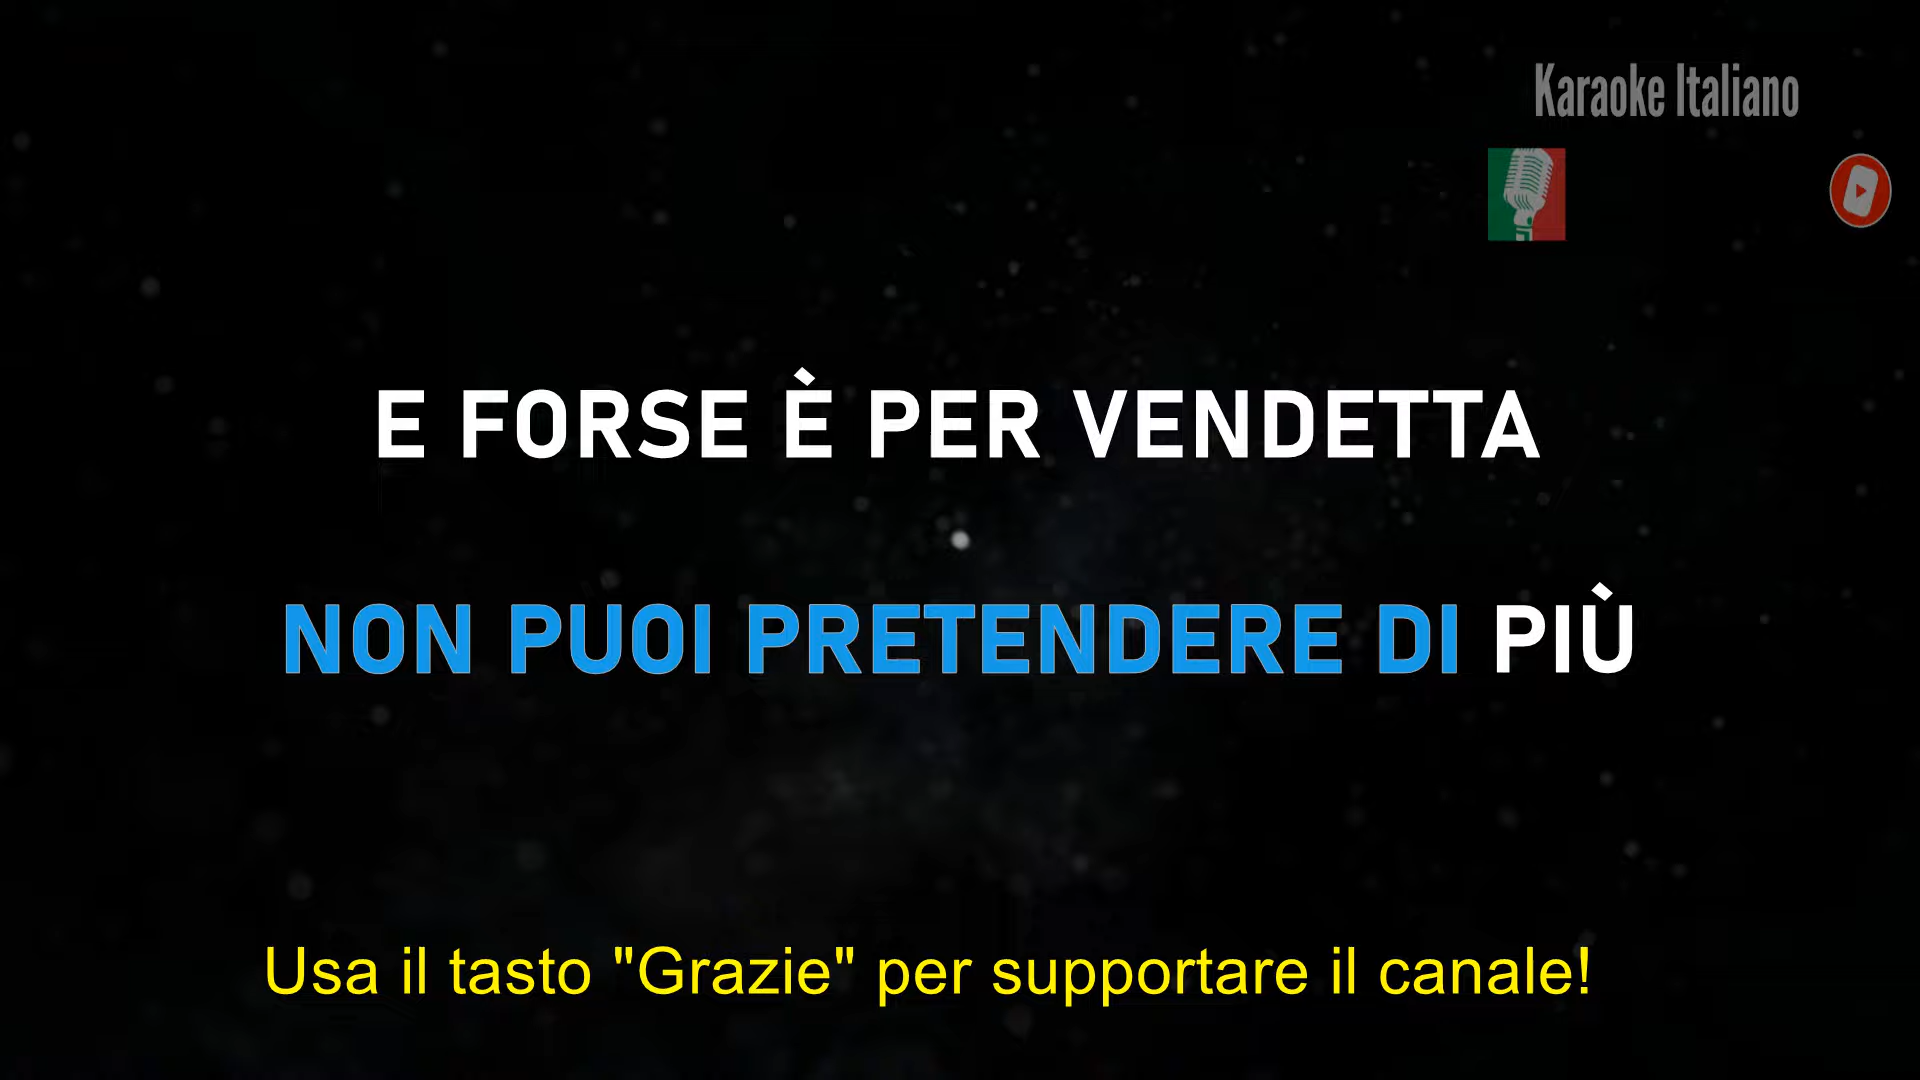 Karaoke Italiano
E FORSE È PER VENDETTA
NON PUOI PRETENDERE DI PIÙ
Usa il tasto "Grazie" per supportare il canale!